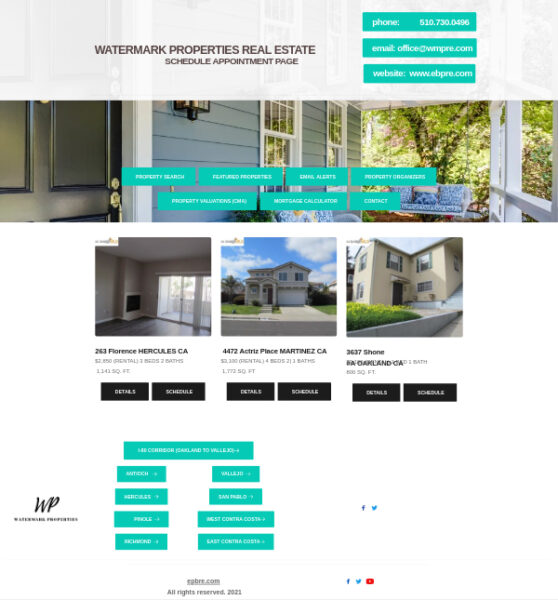 WATERMARK PROPERTIES REAL ESTATE
SCHEDULE APPOINTMENT PAGE
phone: 510.730.0496
email: office@wmpre.com
website: www.ebpre.com
PROPERTY SEARCH
FEATURED PROPERTIES
EMAIL ALERTS
PROPERTY ORGANIZERS
PROPERTY VALUATIONS (CMA)
MORTGAGE CALCULATOR
CONTACT
263 Florence HERCULES CA
$2,850 (RENTAL) 3 BEDS 2 BATHS
1,141 SQ. FT
DETAILS
SCHEDULE
4472 Actriz Place MARTINEZ CA
$3,100 (RENTAL) 4 BEDS 2| 1 BATHS
1,772 SQ. FT
DETAILS
SCHEDULE
3637 Shone
OAKLAND CA
1 BATH
800 SQ. FT.
DETAILS
SCHEDULE
I-80 CORRIDOR (OAKLAND TO VALLEJO)→
ANTIOCH →
VALLEJO →
HERCULES →
SAN PABLO →
PINOLE →
WEST CONTRA COSTA→
RICHMOND →
EAST CONTRA COSTA→
WP
WATERMARK PROPERTIES
epbre.com
All rights reserved. 2021